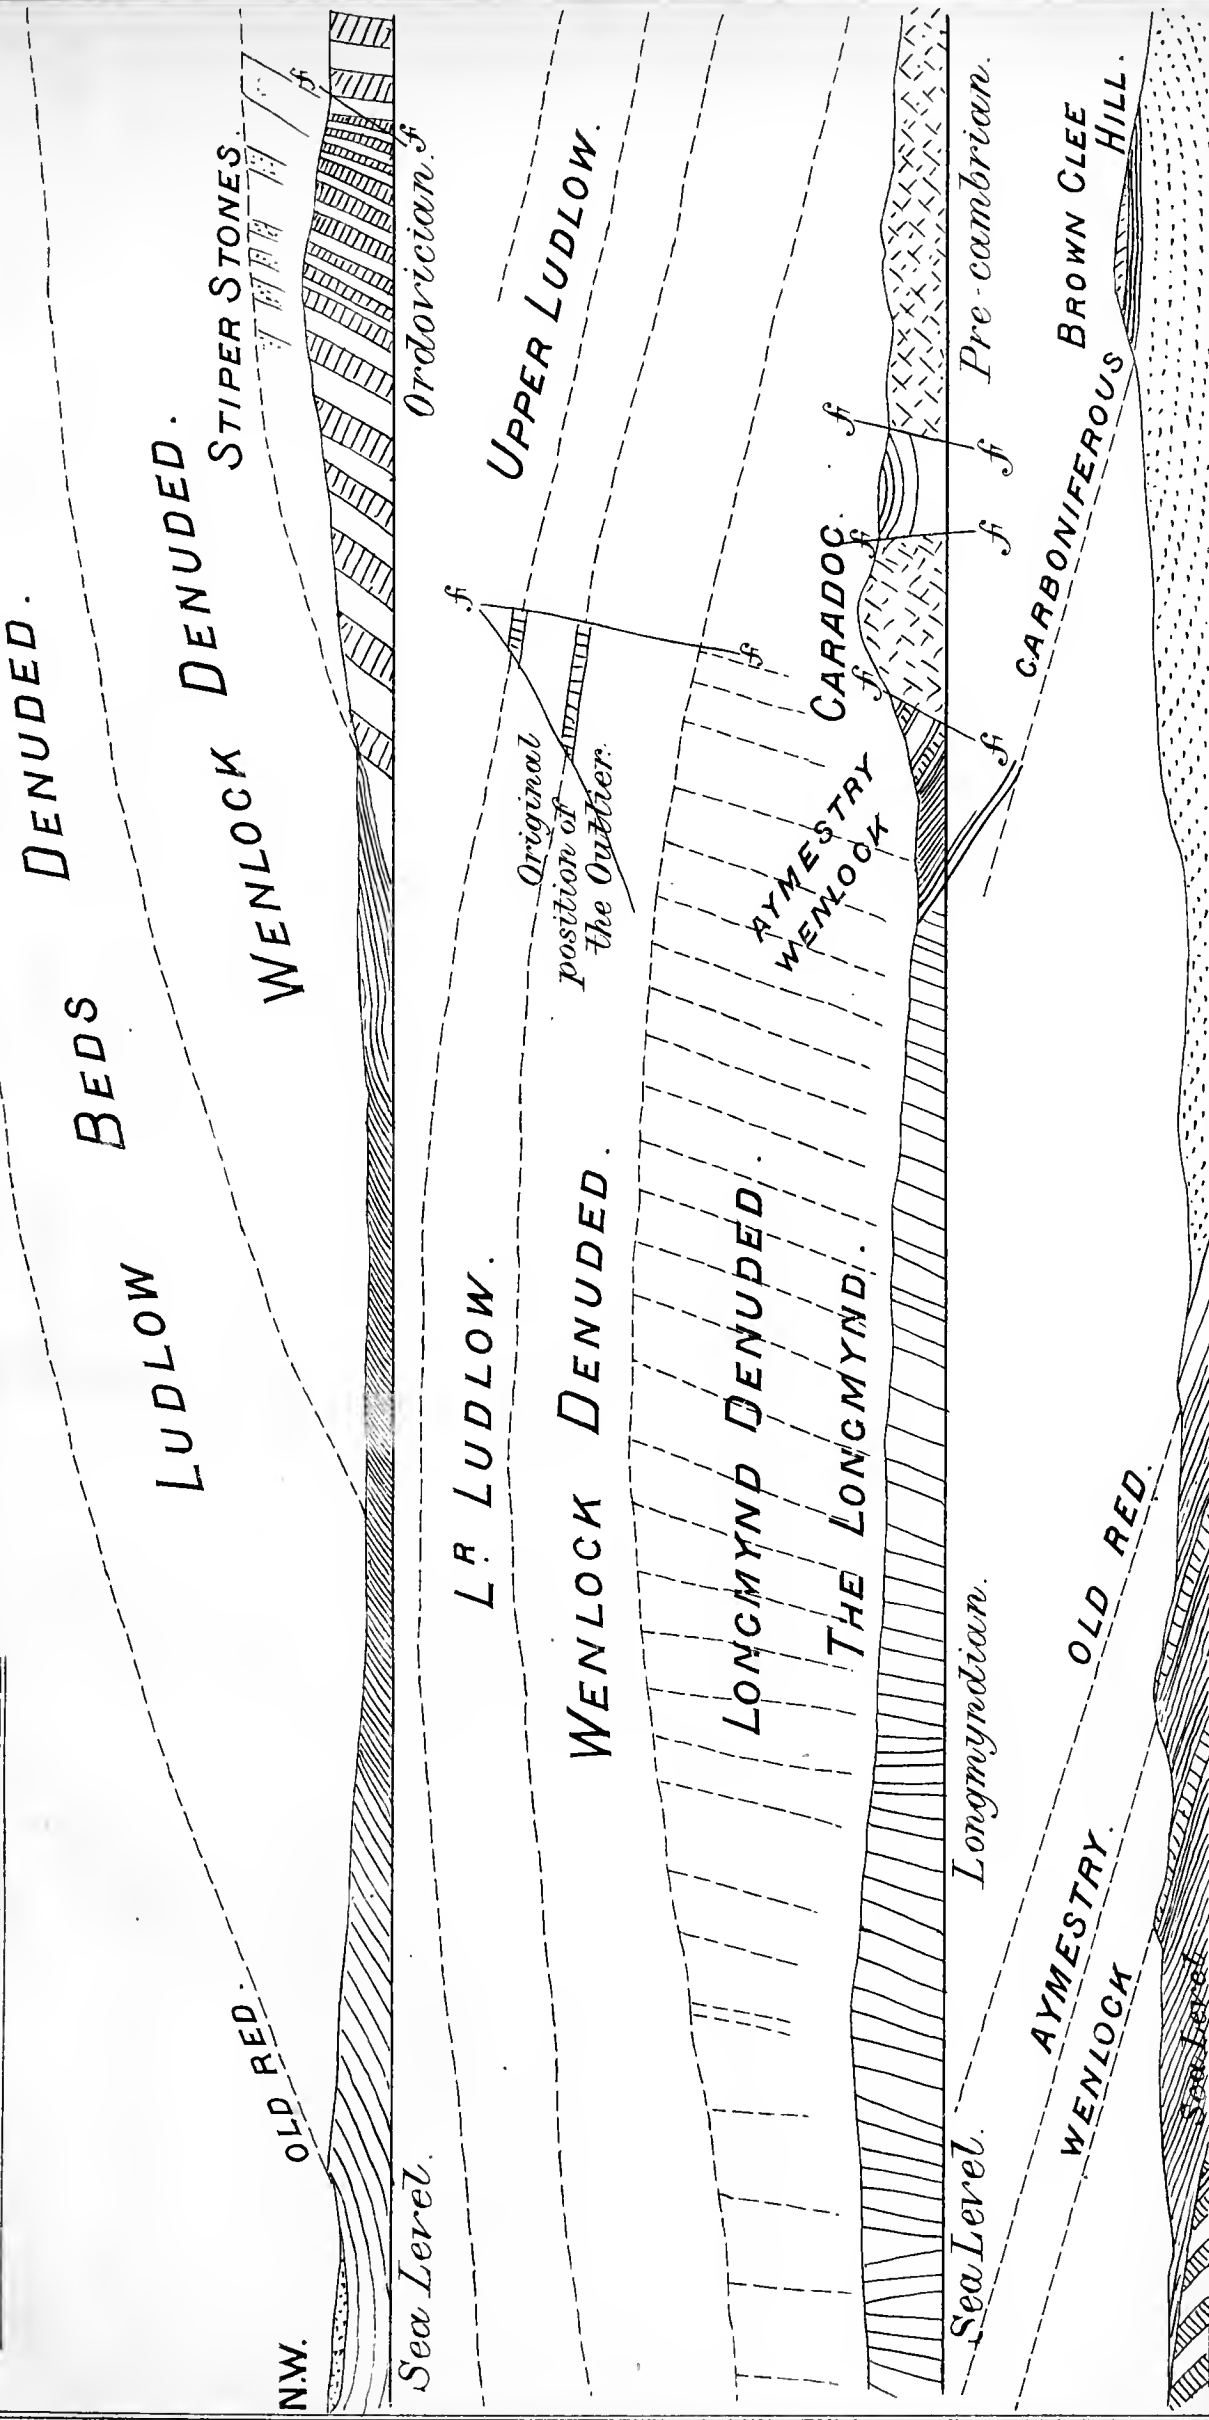 LUDLOW BEDS DENUDED.
WENLOCK DENUDED.
STIPER STONES.
OLD RED.
N.W.
f
f
Sea Level.
Ordovician.
UPPER LUDLOW.
LR. LUDLOW.
f
Original
position of
the Outlier.
f
WENLOCK DENUDED.
LONGMYND DENUDED.
THE LONGMYND.
AYMESTRY
WENLOCK
CARADOC.
f
f
f
f
f
f
Sea Level.
Longmyndian.
Pre-cambrian.
OLD RED.
AYMESTRY.
WENLOCK
CARBONIFEROUS
BROWN CLEE
HILL.
Sea Level